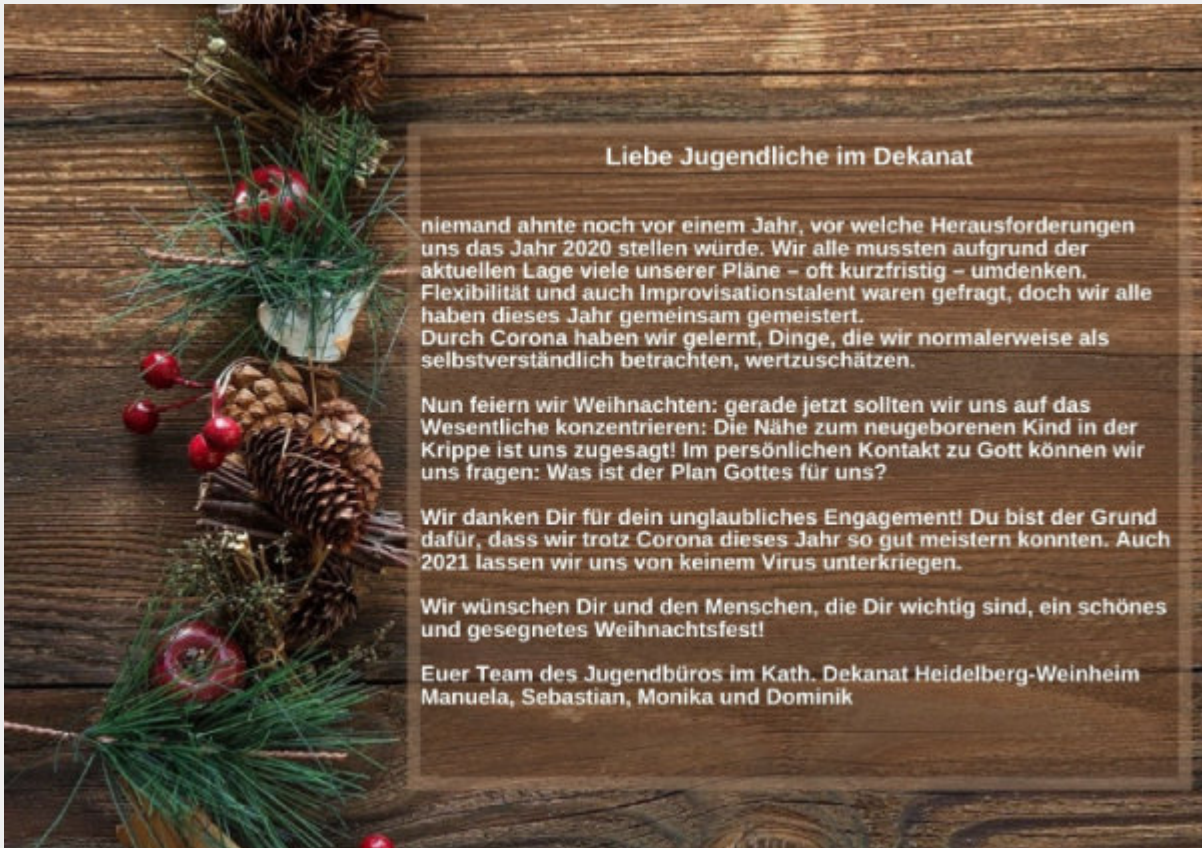 Liebe Jugendliche im Dekanat
niemand ahnte noch vor einem Jahr, vor welche Herausforderungen
uns das Jahr 2020 stellen würde. Wir alle mussten aufgrund der
aktuellen Lage viele unserer Pläne – oft kurzfristig – umdenken.
Flexibilität und auch Improvisationstalent waren gefragt, doch wir alle
haben dieses Jahr gemeinsam gemeistert.
Durch Corona haben wir gelernt, Dinge, die wir normalerweise als
selbstverständlich betrachten, wertzuschätzen.
Nun feiern wir Weihnachten: gerade jetzt sollten wir uns auf das
Wesentliche konzentrieren: Die Nähe zum neugeborenen Kind in der
Krippe ist uns zugesagt! Im persönlichen Kontakt zu Gott können wir
uns fragen: Was ist der Plan Gottes für uns?
Wir danken Dir für dein unglaubliches Engagement! Du bist der Grund
dafür, dass wir trotz Corona dieses Jahr so gut meistern konnten. Auch
2021 lassen wir uns von keinem Virus unterkriegen.
Wir wünschen Dir und den Menschen, die Dir wichtig sind, ein schönes
und gesegnetes Weihnachtsfest!
Euer Team des Jugendbüros im Kath. Dekanat Heidelberg-Weinheim
Manuela, Sebastian, Monika und Dominik